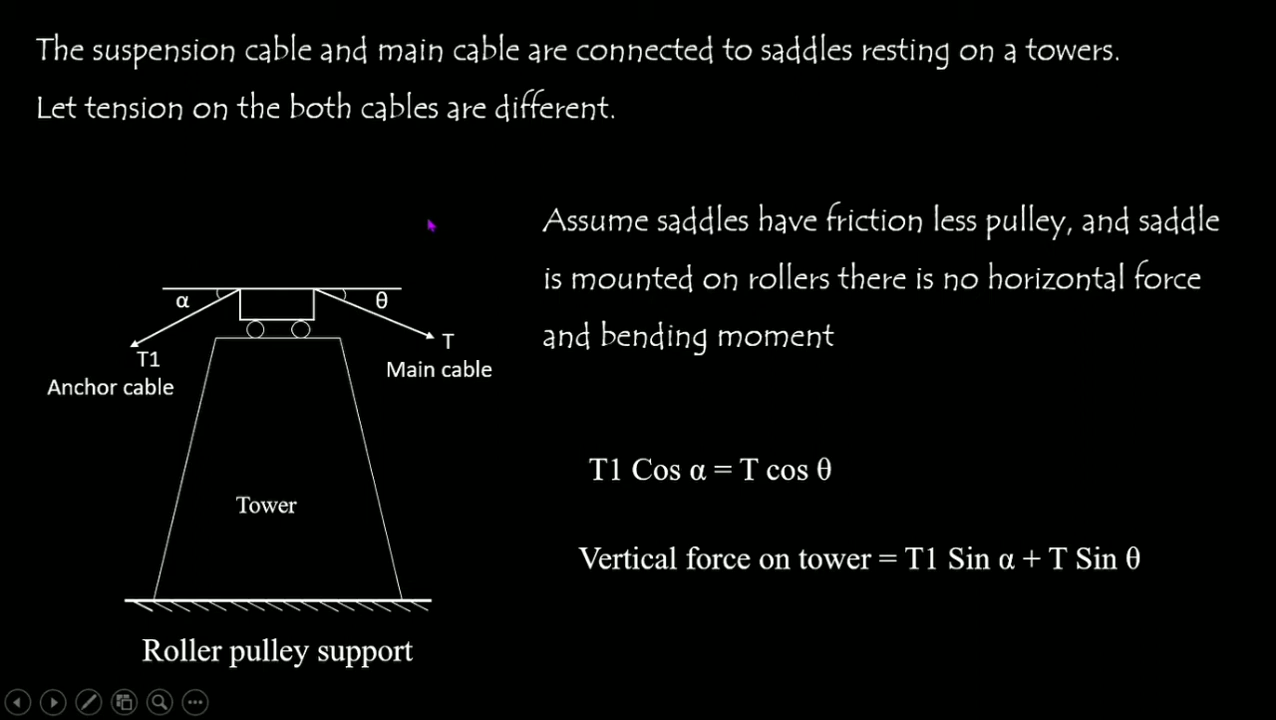 The suspension cable and main cable are connected to saddles resting on a towers.
Let tension on the both cables are different.
Assume saddles have friction less pulley, and saddle
is mounted on rollers there is no horizontal force
and bending moment
α
θ
T1
Anchor cable
T
Main cable
T1 Cos α = T cos θ
Tower
Vertical force on tower = T1 Sin α + T Sin θ
Roller pulley support